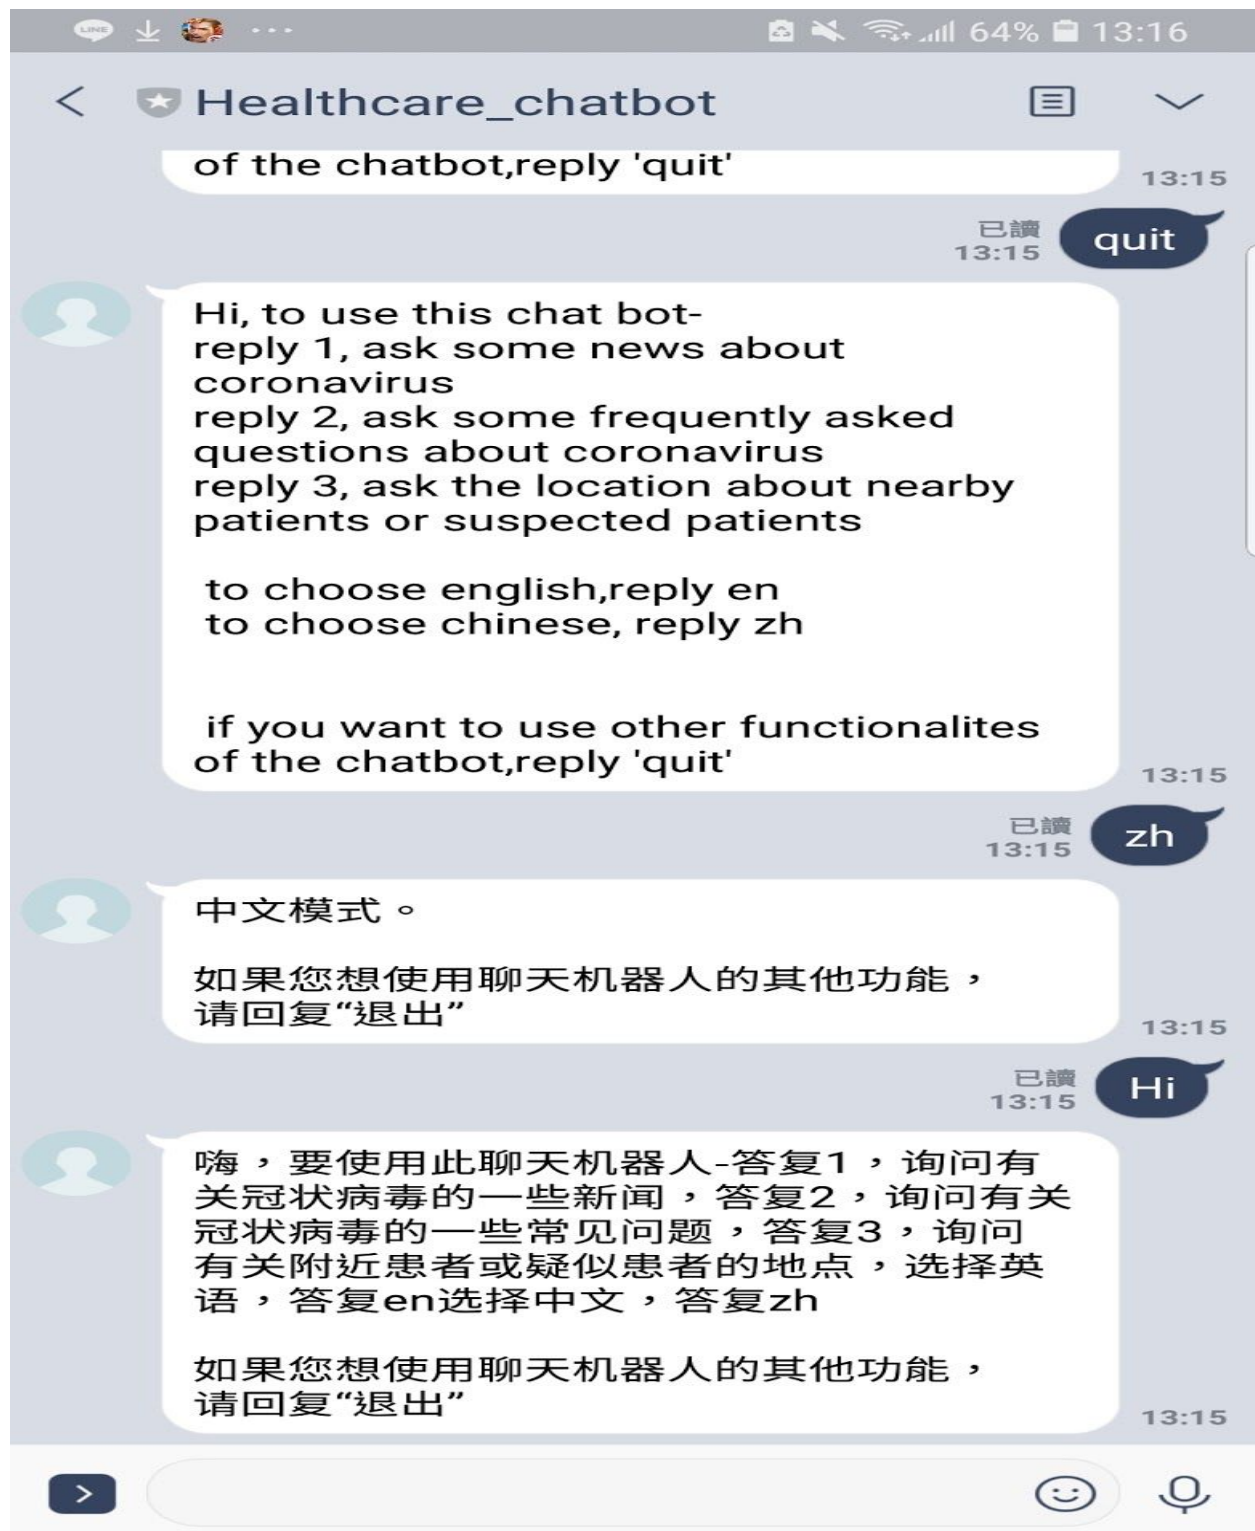 LINE
64%
13:16
Healthcare_chatbot
of the chatbot,reply 'quit'
13:15
已讀
13:15
quit
Hi, to use this chat bot-
reply 1, ask some news about
coronavirus
reply 2, ask some frequently asked
questions about coronavirus
reply 3, ask the location about nearby
patients or suspected patients
to choose english,reply en
to choose chinese, reply zh
if you want to use other functionalites
of the chatbot,reply 'quit'
13:15
已讀
13:15
zh
中文模式。
如果您想使用聊天机器人的其他功能，
请回复“退出”
13:15
已讀
13:15
Hi
嗨，要使用此聊天机器人-答复1，询问有
关冠状病毒的一些新闻，答复2，询问有关
冠状病毒的一些常见问题，答复3，询问
有关附近患者或疑似患者的地点，选择英
语，答复en选择中文，答复zh
如果您想使用聊天机器人的其他功能，
请回复“退出”
13:15